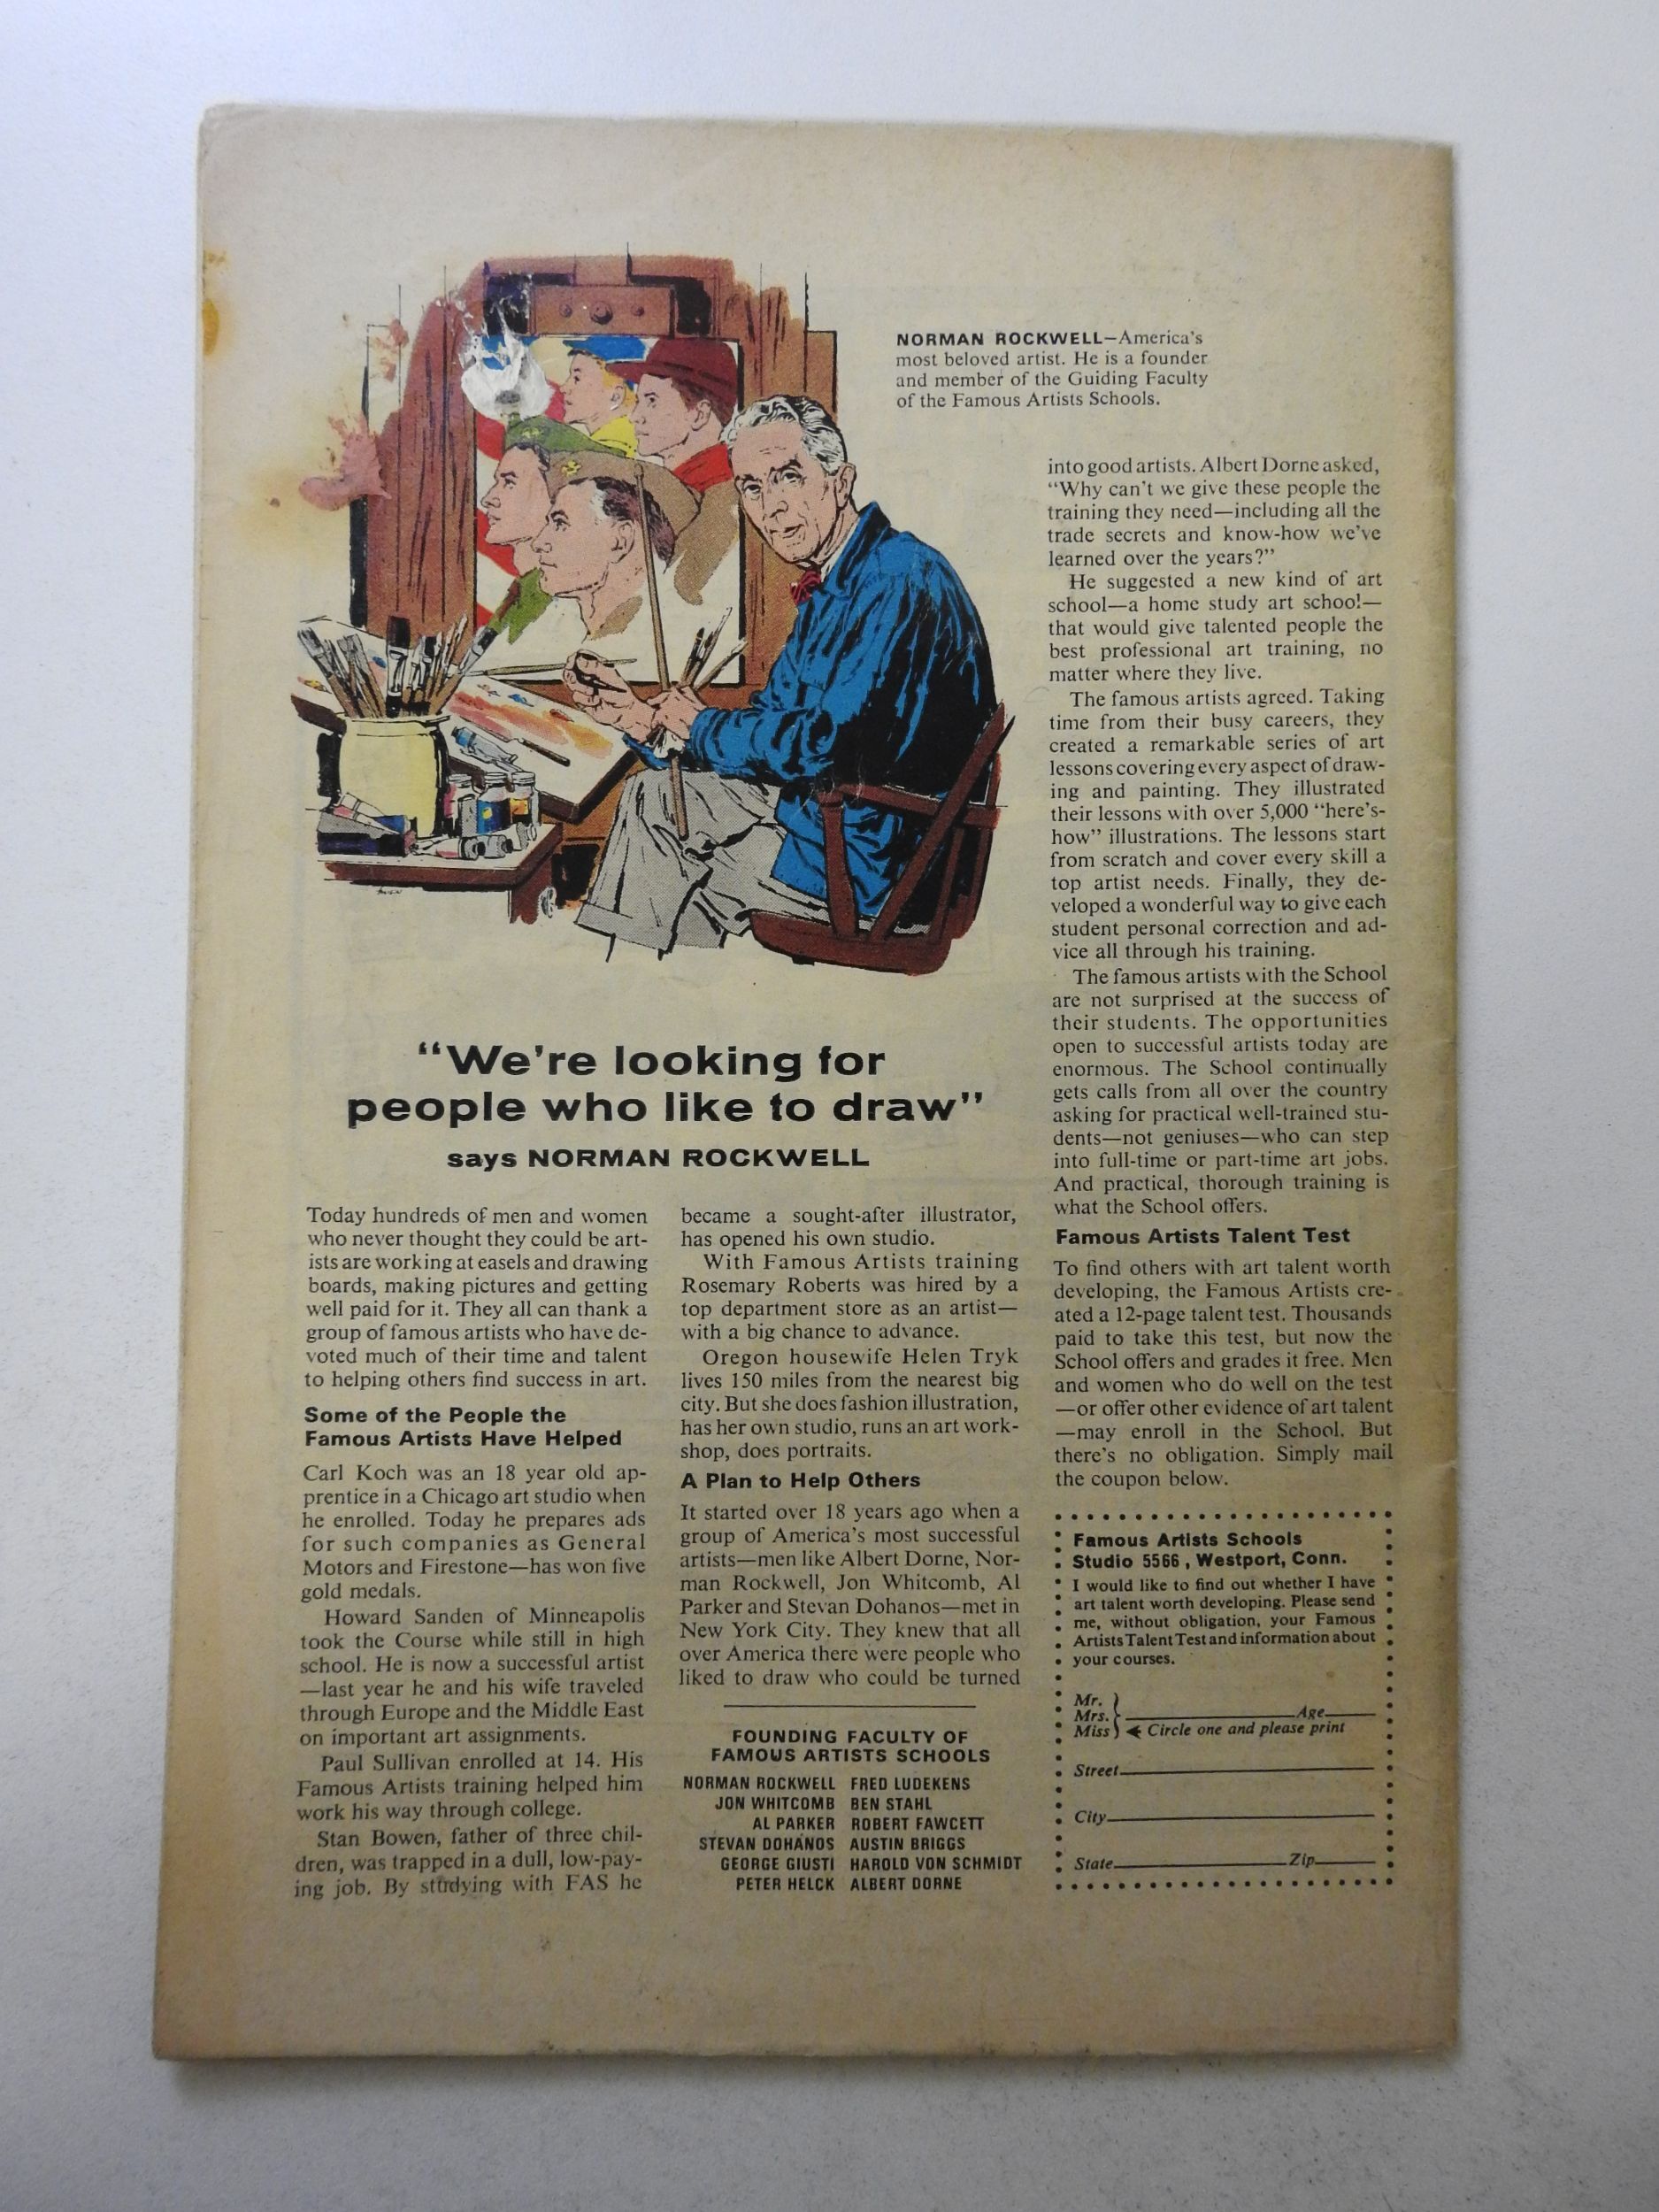 NORMAN ROCKWELL—America's
most beloved artist. He is a founder
and member of the Guiding Faculty
of the Famous Artists Schools.
"We're looking for
people who like to draw"
says NORMAN ROCKWELL
Today hundreds of men and women
who never thought they could be art-
ists are working at easels and drawing
boards, making pictures and getting
well paid for it. They all can thank a
group of famous artists who have de-
voted much of their time and talent
to helping others find success in art.
Some of the People the
Famous Artists Have Helped
Carl Koch was an 18 year old ap-
prentice in a Chicago art studio when
he enrolled. Today he prepares ads
for such companies as General
Motors and Firestone—has won five
gold medals.
Howard Sanden of Minneapolis
took the Course while still in high
school. He is now a successful artist
—last year he and his wife traveled
through Europe and the Middle East
on important art assignments.
Paul Sullivan enrolled at 14. His
Famous Artists training helped him
work his way through college.
Stan Bowen, father of three chil-
dren, was trapped in a dull, low-pay-
ing job. By studying with FAS he
became a sought-after illustrator,
has opened his own studio.
With Famous Artists training
Rosemary Roberts was hired by a
top department store as an artist—
with a big chance to advance.
Oregon housewife Helen Tryk
lives 150 miles from the nearest big
city. But she does fashion illustration,
has her own studio, runs an art work-
shop, does portraits.
A Plan to Help Others
It started over 18 years ago when a
group of America's most successful
artists—men like Albert Dorne, Nor-
man Rockwell, Jon Whitcomb, Al
Parker and Stevan Dohanos—met in
New York City. They knew that all
over America there were people who
liked to draw who could be turned
into good artists. Albert Dorne asked,
"Why can't we give these people the
training they need—including all the
trade secrets and know-how we've
learned over the years?"
He suggested a new kind of art
school—a home study art school—
that would give talented people the
best professional art training, no
matter where they live.
The famous artists agreed. Taking
time from their busy careers, they
created a remarkable series of art
lessons covering every aspect of draw-
ing and painting. They illustrated
their lessons with over 5,000 "here's-
how" illustrations. The lessons start
from scratch and cover every skill a
top artist needs. Finally, they de-
veloped a wonderful way to give each
student personal correction and ad-
vice all through his training.
The famous artists with the School
are not surprised at the success of
their students. The opportunities
open to successful artists today are
enormous. The School continually
gets calls from all over the country
asking for practical well-trained stu-
dents—not geniuses—who can step
into full-time or part-time art jobs.
And practical, thorough training is
what the School offers.
Famous Artists Talent Test
To find others with art talent worth
developing, the Famous Artists cre-
ated a 12-page talent test. Thousands
paid to take this test, but now the
School offers and grades it free. Men
and women who do well on the test
—or offer other evidence of art talent
—may enroll in the School. But
there's no obligation. Simply mail
the coupon below.
FOUNDING FACULTY OF
FAMOUS ARTISTS SCHOOLS
NORMAN ROCKWELL FRED LUDEKENS
JON WHITCOMB BEN STAHL
AL PARKER ROBERT FAWCETT
STEVAN DOHANOS AUSTIN BRIGGS
GEORGE GIUSTI HAROLD VON SCHMIDT
PETER HELCK ALBERT DORNE
Famous Artists Schools
Studio 5566, Westport, Conn.
I would like to find out whether I have
art talent worth developing. Please send
me, without obligation, your Famous
Artists Talent Test and information about
your courses.
Mr.
Mrs. Age
Miss Circle one and please print
Street
City
State Zip